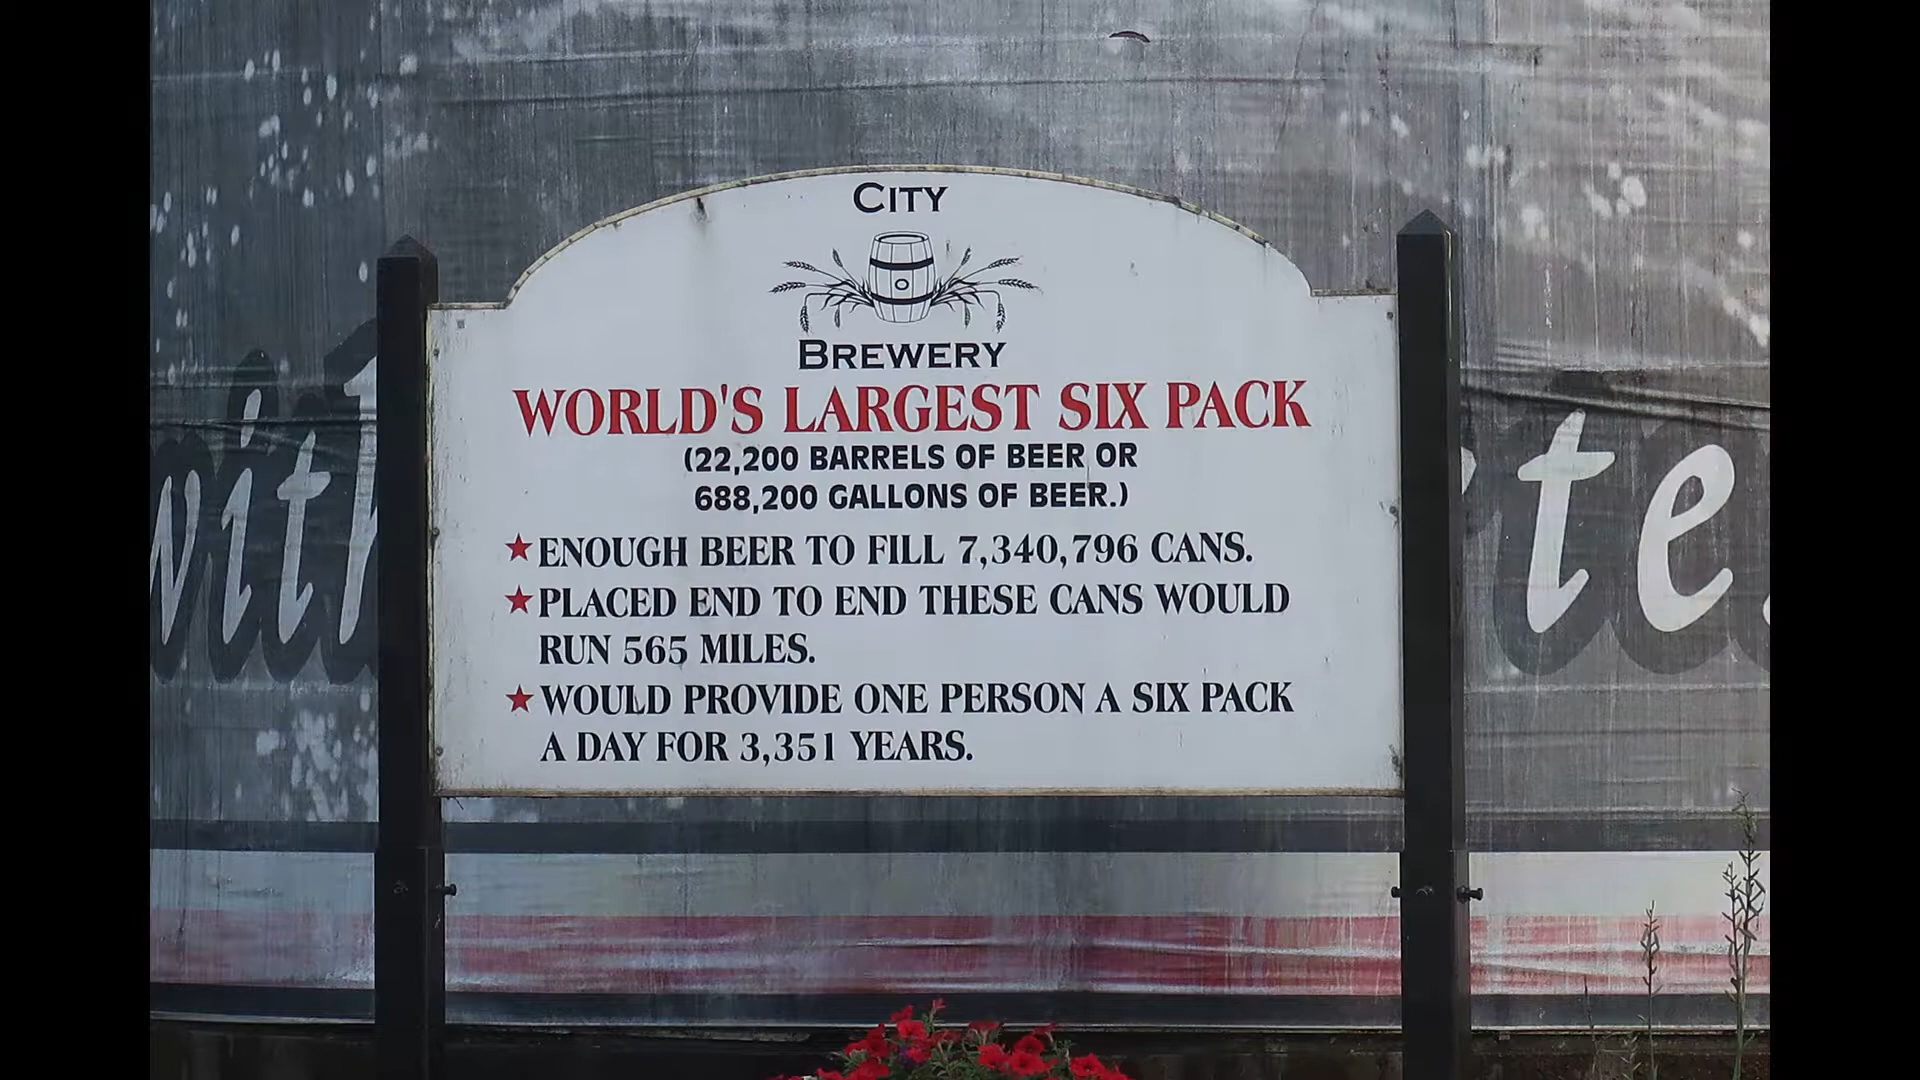 CITY
BREWERY
WORLD'S LARGEST SIX PACK
(22,200 BARRELS OF BEER OR
688,200 GALLONS OF BEER.)
ENOUGH BEER TO FILL 7,340,796 CANS.
PLACED END TO END THESE CANS WOULD
RUN 565 MILES.
WOULD PROVIDE ONE PERSON A SIX PACK
A DAY FOR 3,351 YEARS.